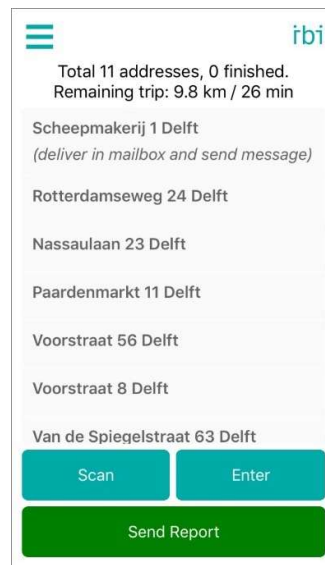 rbi
Total 11 addresses, 0 finished.
Remaining trip: 9.8 km / 26 min
Scheepmakerij 1 Delft
(deliver in mailbox and send message)
Rotterdamseweg 24 Delft
Nassaulaan 23 Delft
Paardenmarkt 11 Delft
Voorstraat 56 Delft
Voorstraat 8 Delft
Van de Spiegelstraat 63 Delft
Scan
Enter
Send Report